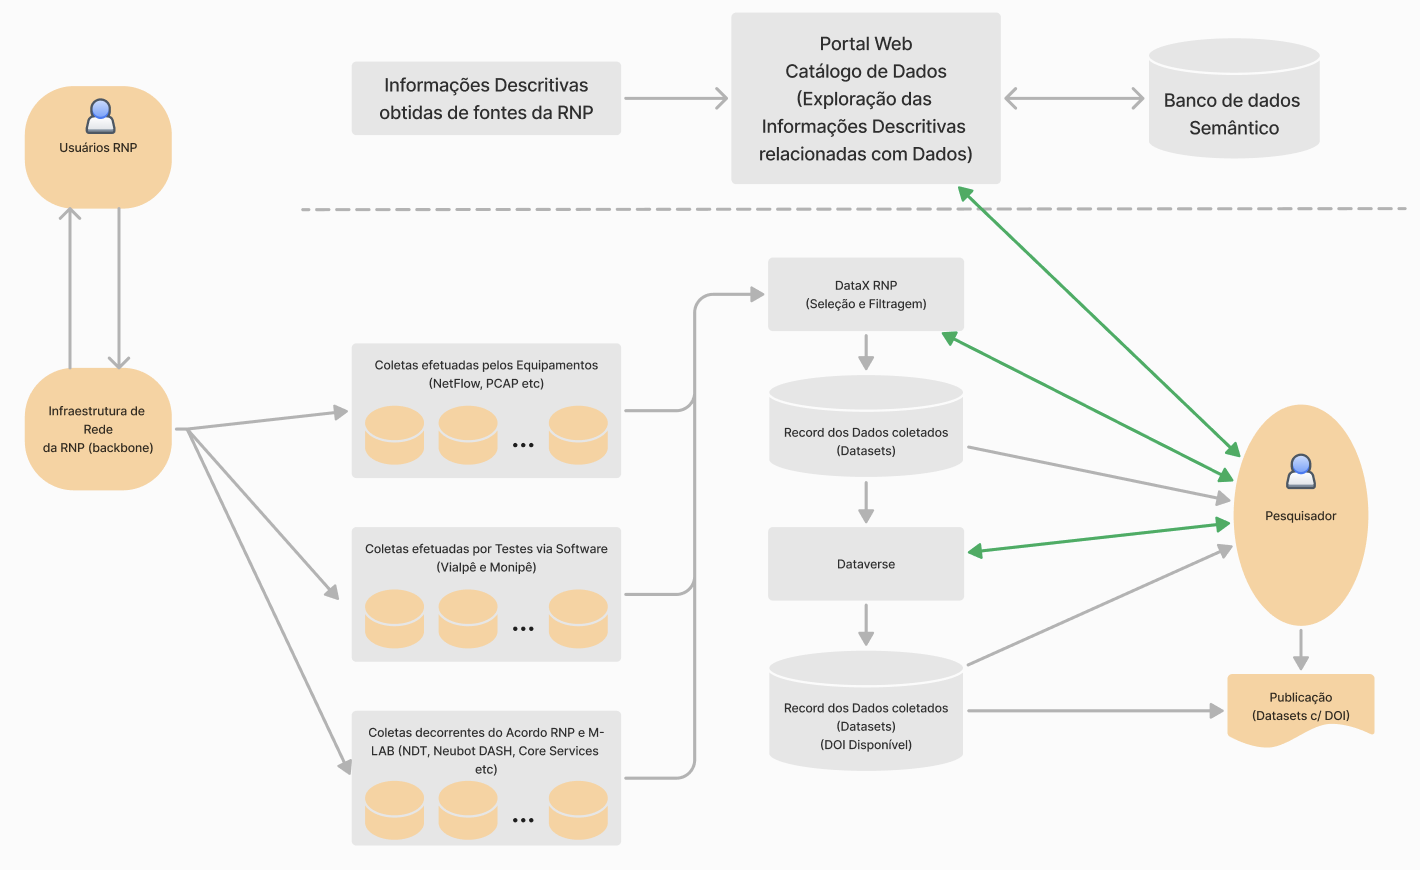 Portal Web
Catálogo de Dados
(Exploração das
Informações Descritivas
relacionadas com Dados)
Informações Descritivas
obtidas de fontes da RNP
Banco de dados
Semântico
Usuários RNP
DataX RNP
(Seleção e Filtragem)
Coletas efetuadas pelos Equipamentos
(NetFlow, PCAP etc)
...
Infraestrutura de
Rede
da RNP (backbone)
Record dos Dados coletados
(Datasets)
Pesquisador
Coletas efetuadas por Testes via Software
(ViaIpê e Monipê)
...
Dataverse
Coletas decorrentes do Acordo RNP e M-
LAB (NDT, Neubot DASH, Core Services
etc)
...
Record dos Dados coletados
(Datasets)
(DOI Disponível)
Publicação
(Datasets c/ DOI)